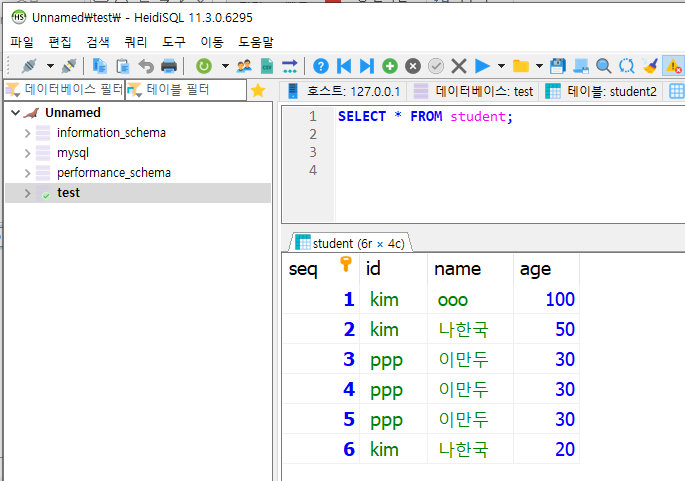 Unnamed₩test₩ - HeidiSQL 11.3.0.6295
파일 편집 검색 쿼리 도구 이동 도움말
데이터베이스 필터 테이블 필터 호스트: 127.0.0.1 데이터베이스: test 테이블: student2
Unnamed
information_schema
mysql
performance_schema
test
1 SELECT * FROM student;
2
3
4
student (6r × 4c)
seq id name age
1 kim ooo 100
2 kim 나한국 50
3 ppp 이만두 30
4 ppp 이만두 30
5 ppp 이만두 30
6 kim 나한국 20